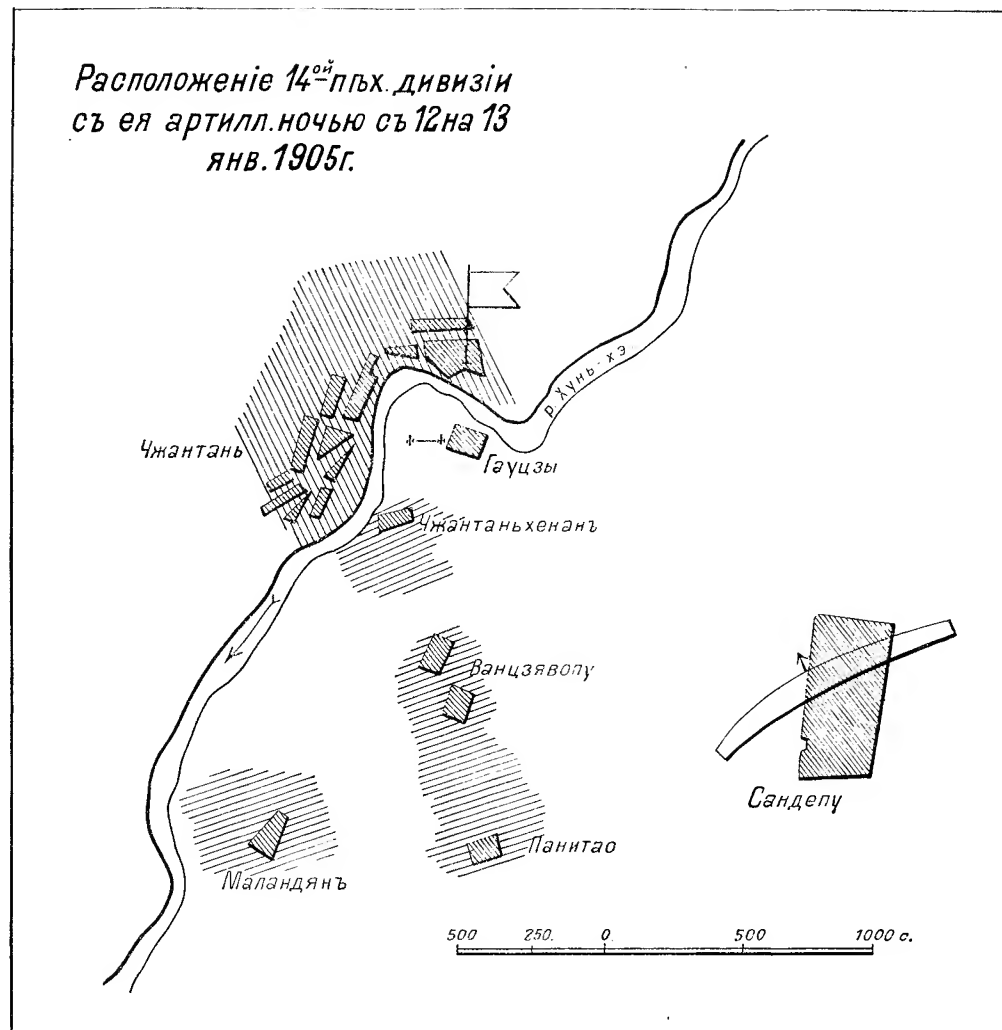 Расположеніе 14ой пѣх. дивизіи
съ ея артилл. ночью съ 12 на 13
янв. 1905г.
р. Хунь-хэ
Чжантань
Гауцзы
Чжантаньхенанъ
Ванцзявопу
Сандепу
Маландянъ
Панитао
500 250. 0. 500 1000 с.